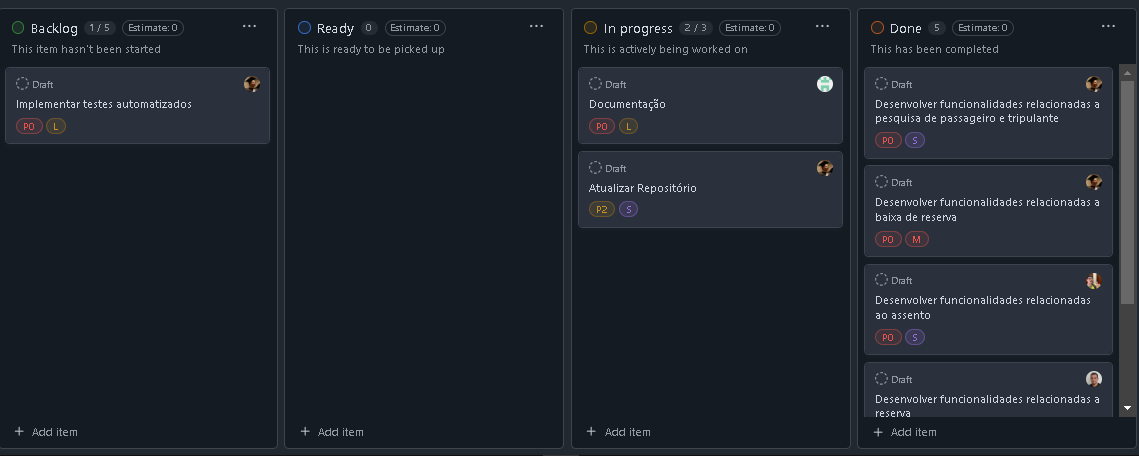 Backlog 1 / 5 Estimate: 0 ...
This item hasn't been started
Draft
Implementar testes automatizados
P0 L
+ Add item
Ready 0 Estimate: 0 ...
This is ready to be picked up
+ Add item
In progress 2 / 3 Estimate: 0 ...
This is actively being worked on
Draft
Documentação
P0 L
Draft
Atualizar Repositório
P2 S
+ Add item
Done 5 Estimate: 0 ...
This has been completed
Draft
Desenvolver funcionalidades relacionadas a
pesquisa de passageiro e tripulante
P0 S
Draft
Desenvolver funcionalidades relacionadas a
baixa de reserva
P0 M
Draft
Desenvolver funcionalidades relacionadas
ao assento
P0 S
Draft
Desenvolver funcionalidades relacionadas a
reserva
+ Add item